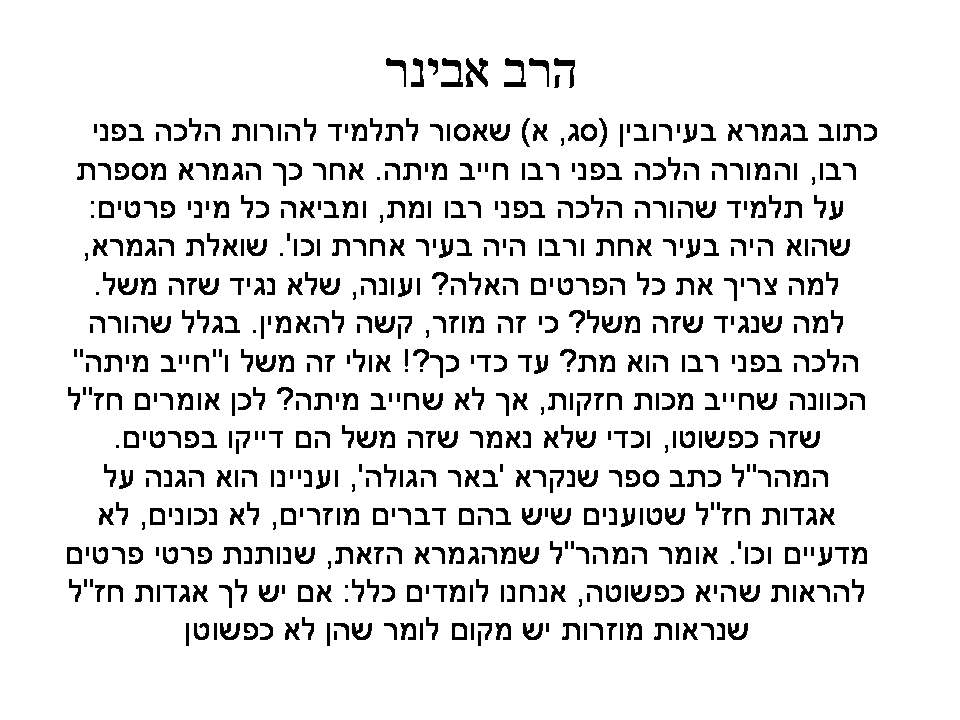 הרב אבינר
כתוב בגמרא בעירובין (סג, א) שאסור לתלמיד להורות הלכה בפני
רבו, והמורה הלכה בפני רבו חייב מיתה. אחר כך הגמרא מספרת
על תלמיד שהורה הלכה בפני רבו ומת, ומביאה כל מיני פרטים:
שהוא היה בעיר אחת ורבו היה בעיר אחרת וכו'. שואלת הגמרא,
למה צריך את כל הפרטים האלה? ועונה, שלא נגיד שזה משל.
למה שנגיד שזה משל? כי זה מוזר, קשה להאמין. בגלל שהורה
הלכה בפני רבו הוא מת? עד כדי כך?! אולי זה משל ו"חייב מיתה"
הכוונה שחייב מכות חזקות, אך לא שחייב מיתה? לכן אומרים חז"ל
שזה כפשוטו, וכדי שלא נאמר שזה משל הם דייקו בפרטים.
המהר"ל כתב ספר שנקרא 'באר הגולה', ועניינו הוא הגנה על
אגדות חז"ל שטוענים שיש בהם דברים מוזרים, לא נכונים, לא
מדעיים וכו'. אומר המהר"ל שמהגמרא הזאת, שנותנת פרטי פרטים
להראות שהיא כפשוטה, אנחנו לומדים כלל: אם יש לך אגדות חז"ל
שנראות מוזרות יש מקום לומר שהן לא כפשוטן